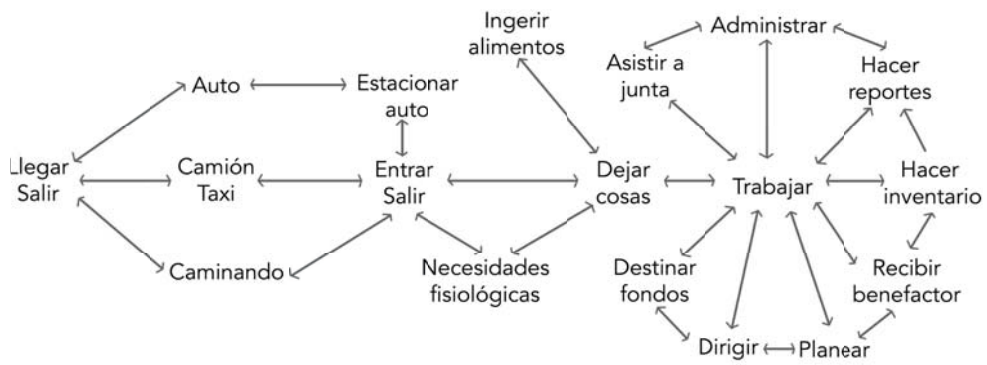 Ingerir
alimentos
Administrar
Asistir a
junta
Hacer
reportes
Auto
Estacionar
auto
Llegar
Salir
Camión
Taxi
Entrar
Salir
Dejar
cosas
Trabajar
Hacer
inventario
Caminando
Necesidades
fisiológicas
Destinar
fondos
Recibir
benefactor
Dirigir
Planear